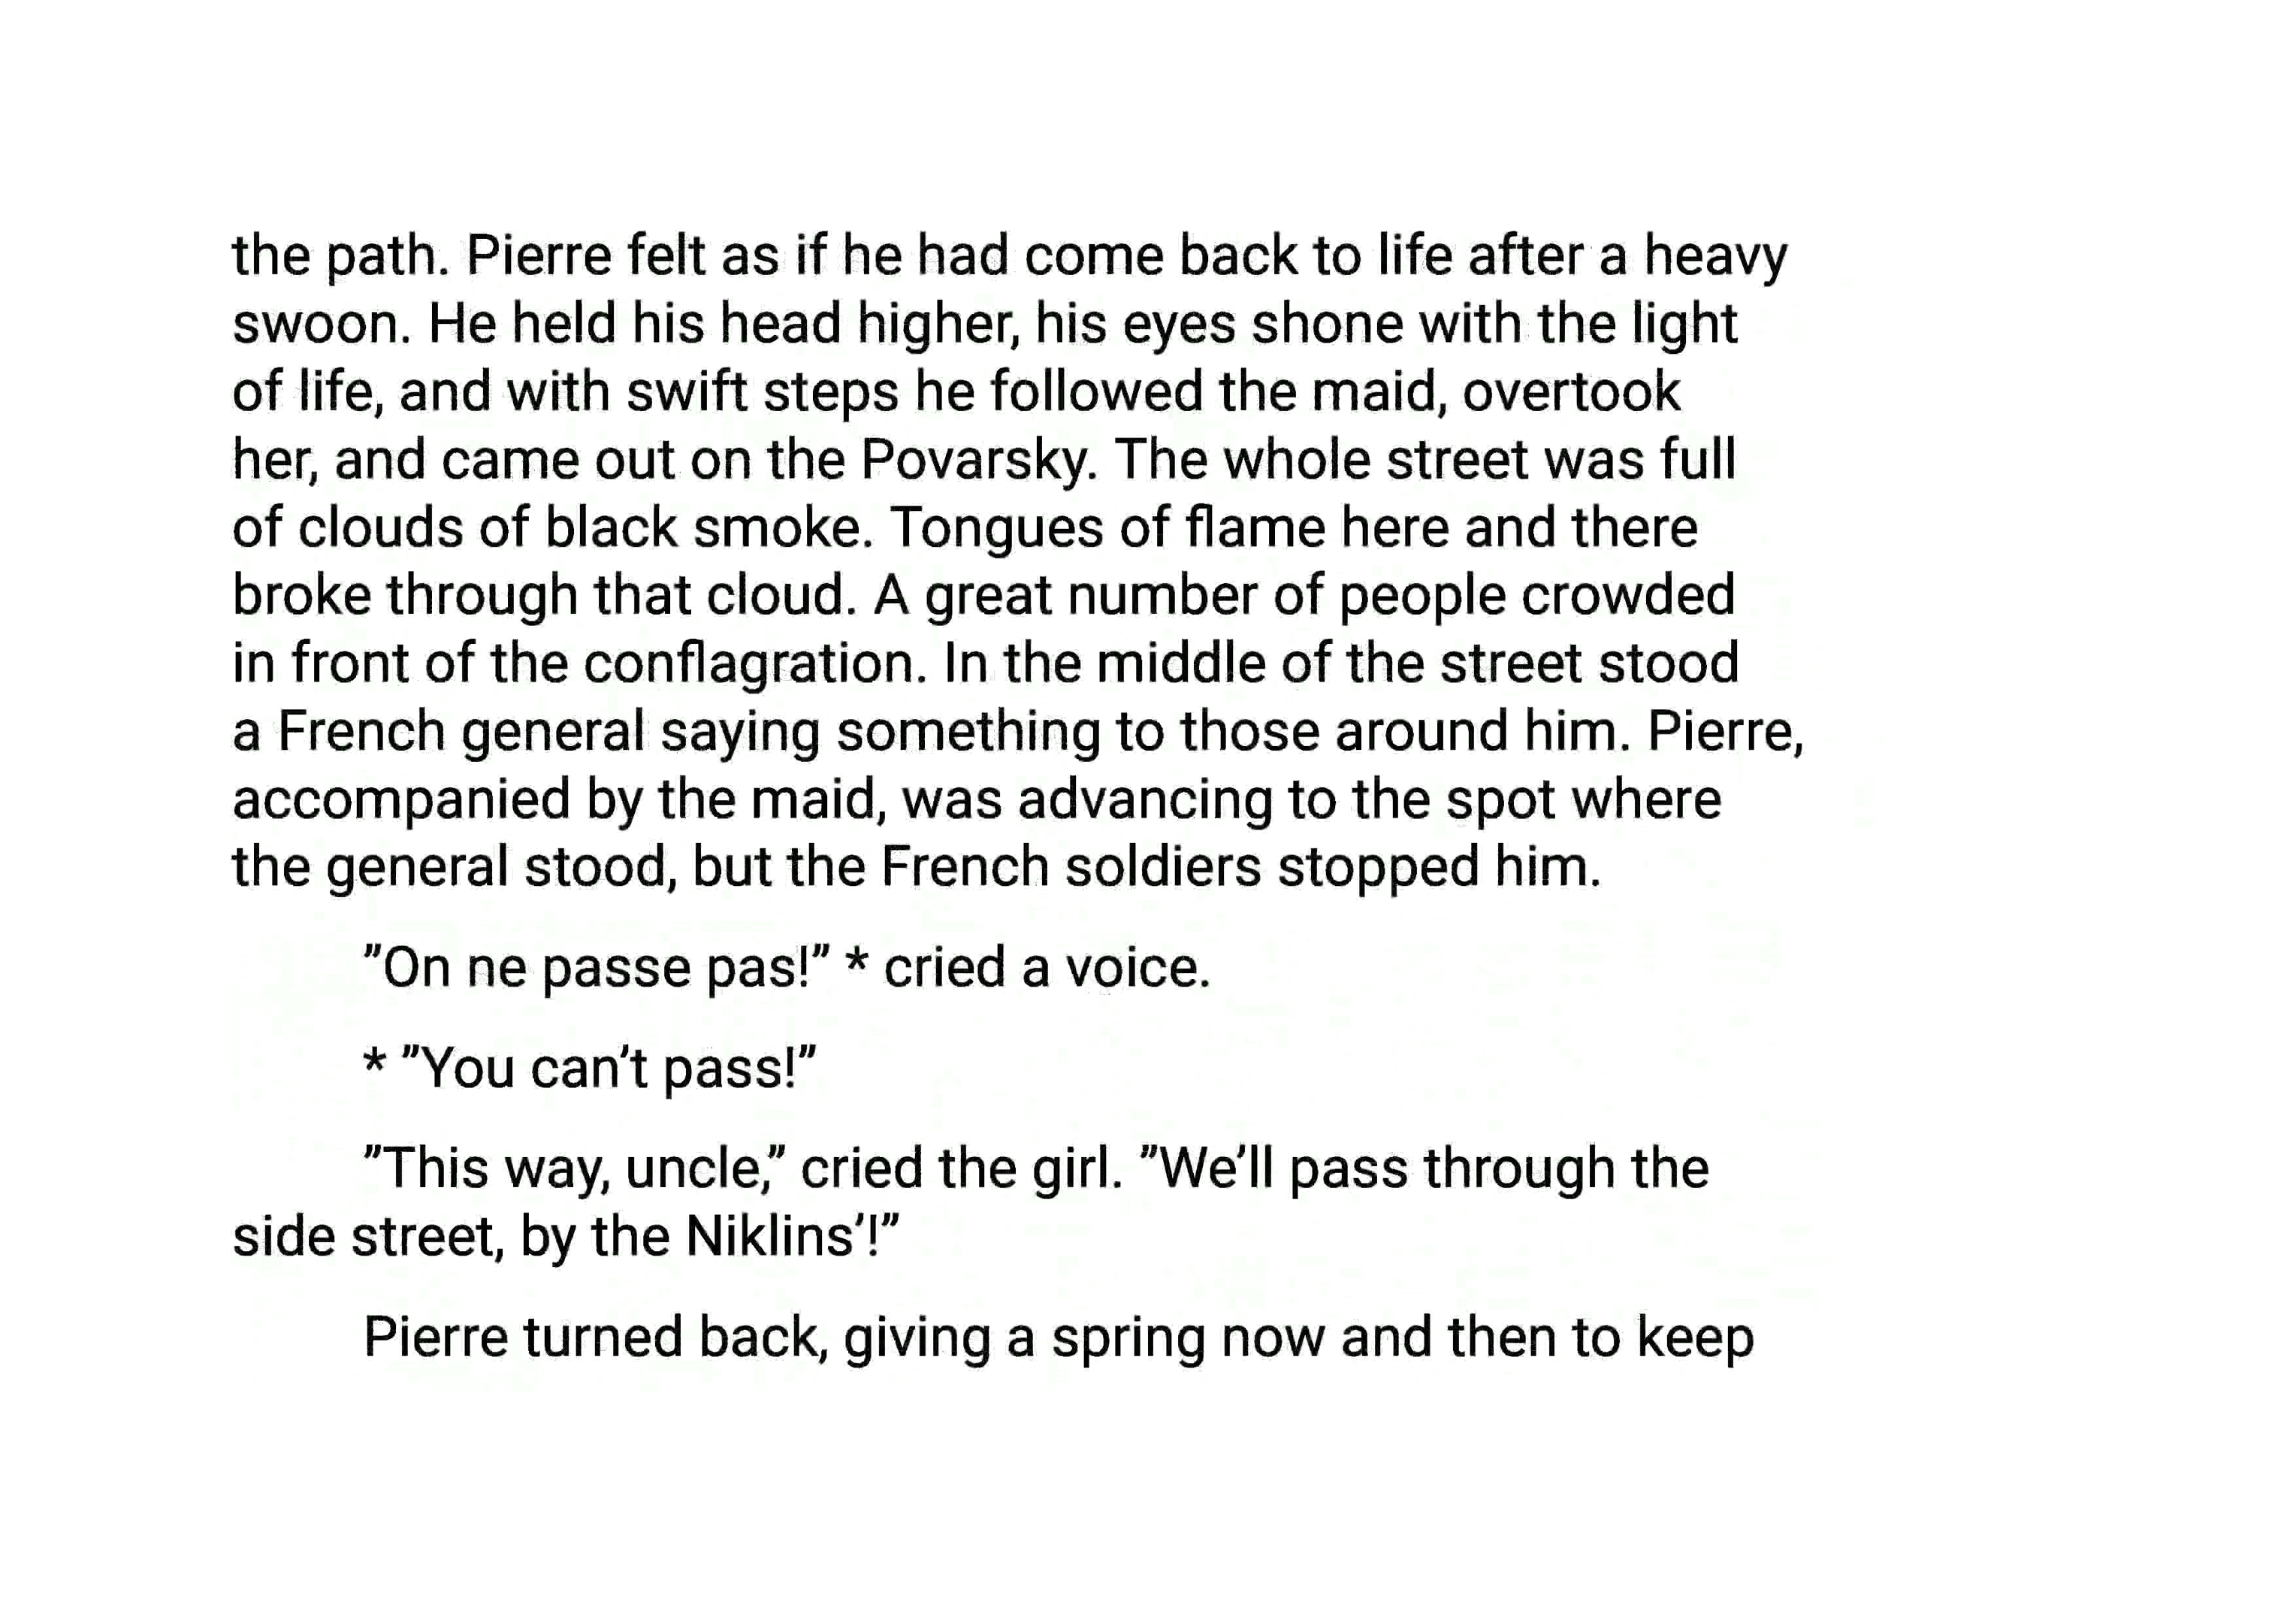 the path. Pierre felt as if he had come back to life after a heavy
swoon. He held his head higher, his eyes shone with the light
of life, and with swift steps he followed the maid, overtook
her, and came out on the Povarsky. The whole street was full
of clouds of black smoke. Tongues of flame here and there
broke through that cloud. A great number of people crowded
in front of the conflagration. In the middle of the street stood
a French general saying something to those around him. Pierre,
accompanied by the maid, was advancing to the spot where
the general stood, but the French soldiers stopped him.
”On ne passe pas!” * cried a voice.
* ”You can’t pass!”
”This way, uncle,” cried the girl. ”We’ll pass through the
side street, by the Niklins’!”
Pierre turned back, giving a spring now and then to keep